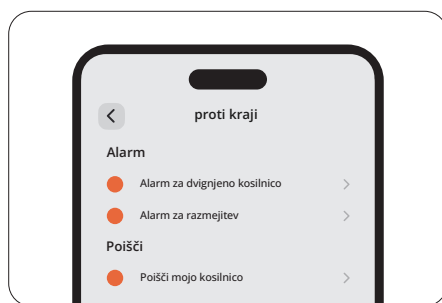 proti kraji
Alarm
Alarm za dvignjeno kosilnico
Alarm za razmejitev
Poišči
Poišči mojo kosilnico